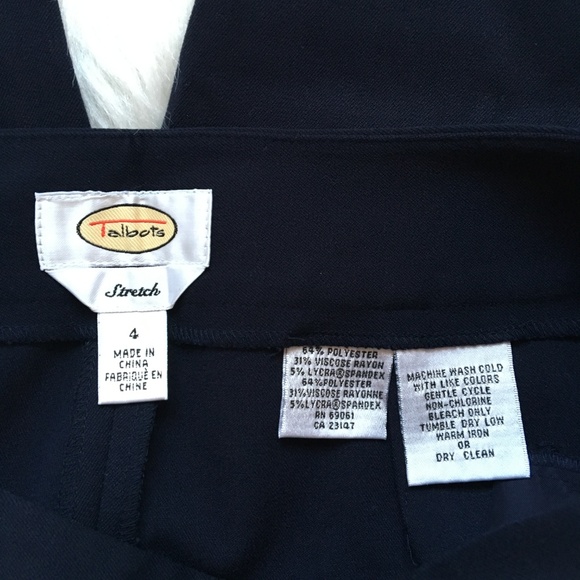 Talbots
Stretch
4
MADE IN
CHINA
FABRIQUÉ EN
CHINE
64% POLYESTER
31% VISCOSE RAYON
5% LYCRA®SPANDEX
64%POLYESTER
31%VISCOSE RAYONNE
5%LYCRA®SPANDEX
RN 69061
CA 23147
MACHINE WASH COLD
WITH LIKE COLORS
GENTLE CYCLE
NON-CHLORINE
BLEACH ONLY
TUMBLE DRY LOW
WARM IRON
OR
DRY CLEAN